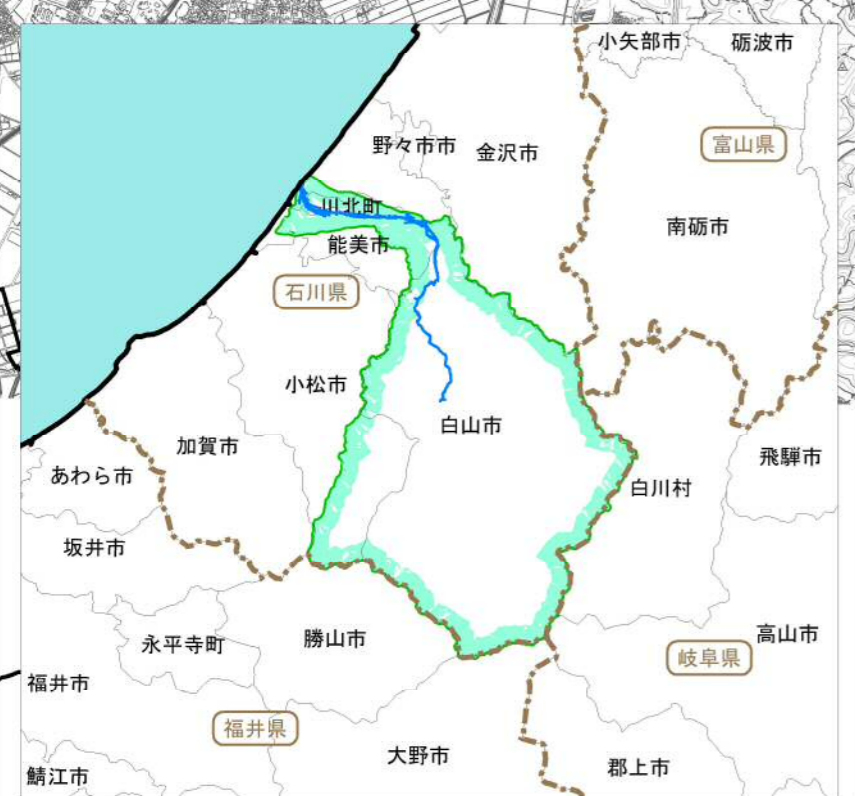 小矢部市
砺波市
野々市市
金沢市
富山県
川北町
南砺市
能美市
石川県
小松市
白山市
加賀市
飛騨市
あわら市
白川村
坂井市
高山市
永平寺町
勝山市
岐阜県
福井市
福井県
大野市
郡上市
鯖江市